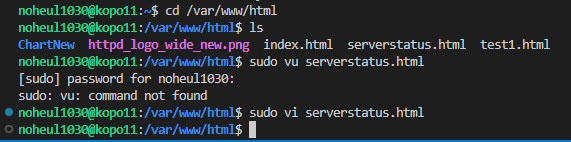 noheul1030@kopo11:~$ cd /var/www/html
noheul1030@kopo11:/var/www/html$ ls
ChartNew  httpd_logo_wide_new.png  index.html  serverstatus.html  test1.html
noheul1030@kopo11:/var/www/html$ sudo vu serverstatus.html
[sudo] password for noheul1030:
sudo: vu: command not found
noheul1030@kopo11:/var/www/html$ sudo vi serverstatus.html
noheul1030@kopo11:/var/www/html$